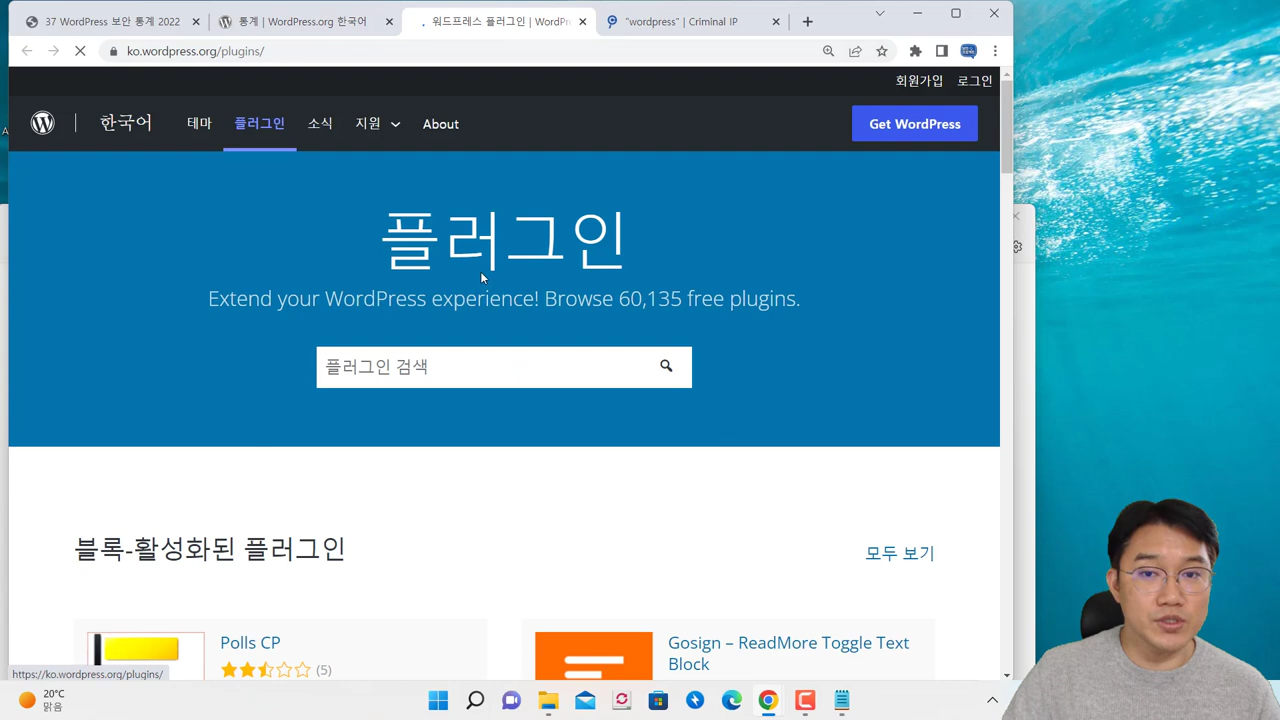 37 WordPress 보안 통계 2022
통계 | WordPress.org 한국어
워드프레스 플러그인 | WordPr
"wordpress" | Criminal IP
ko.wordpress.org/plugins/
회원가입 로그인
한국어 테마 플러그인 소식 지원 About Get WordPress
플러그인
Extend your WordPress experience! Browse 60,135 free plugins.
플러그인 검색
블록-활성화된 플러그인 모두 보기
Polls CP
(5)
Gosign – ReadMore Toggle Text
Block
https://ko.wordpress.org/plugins/
20°C
맑음